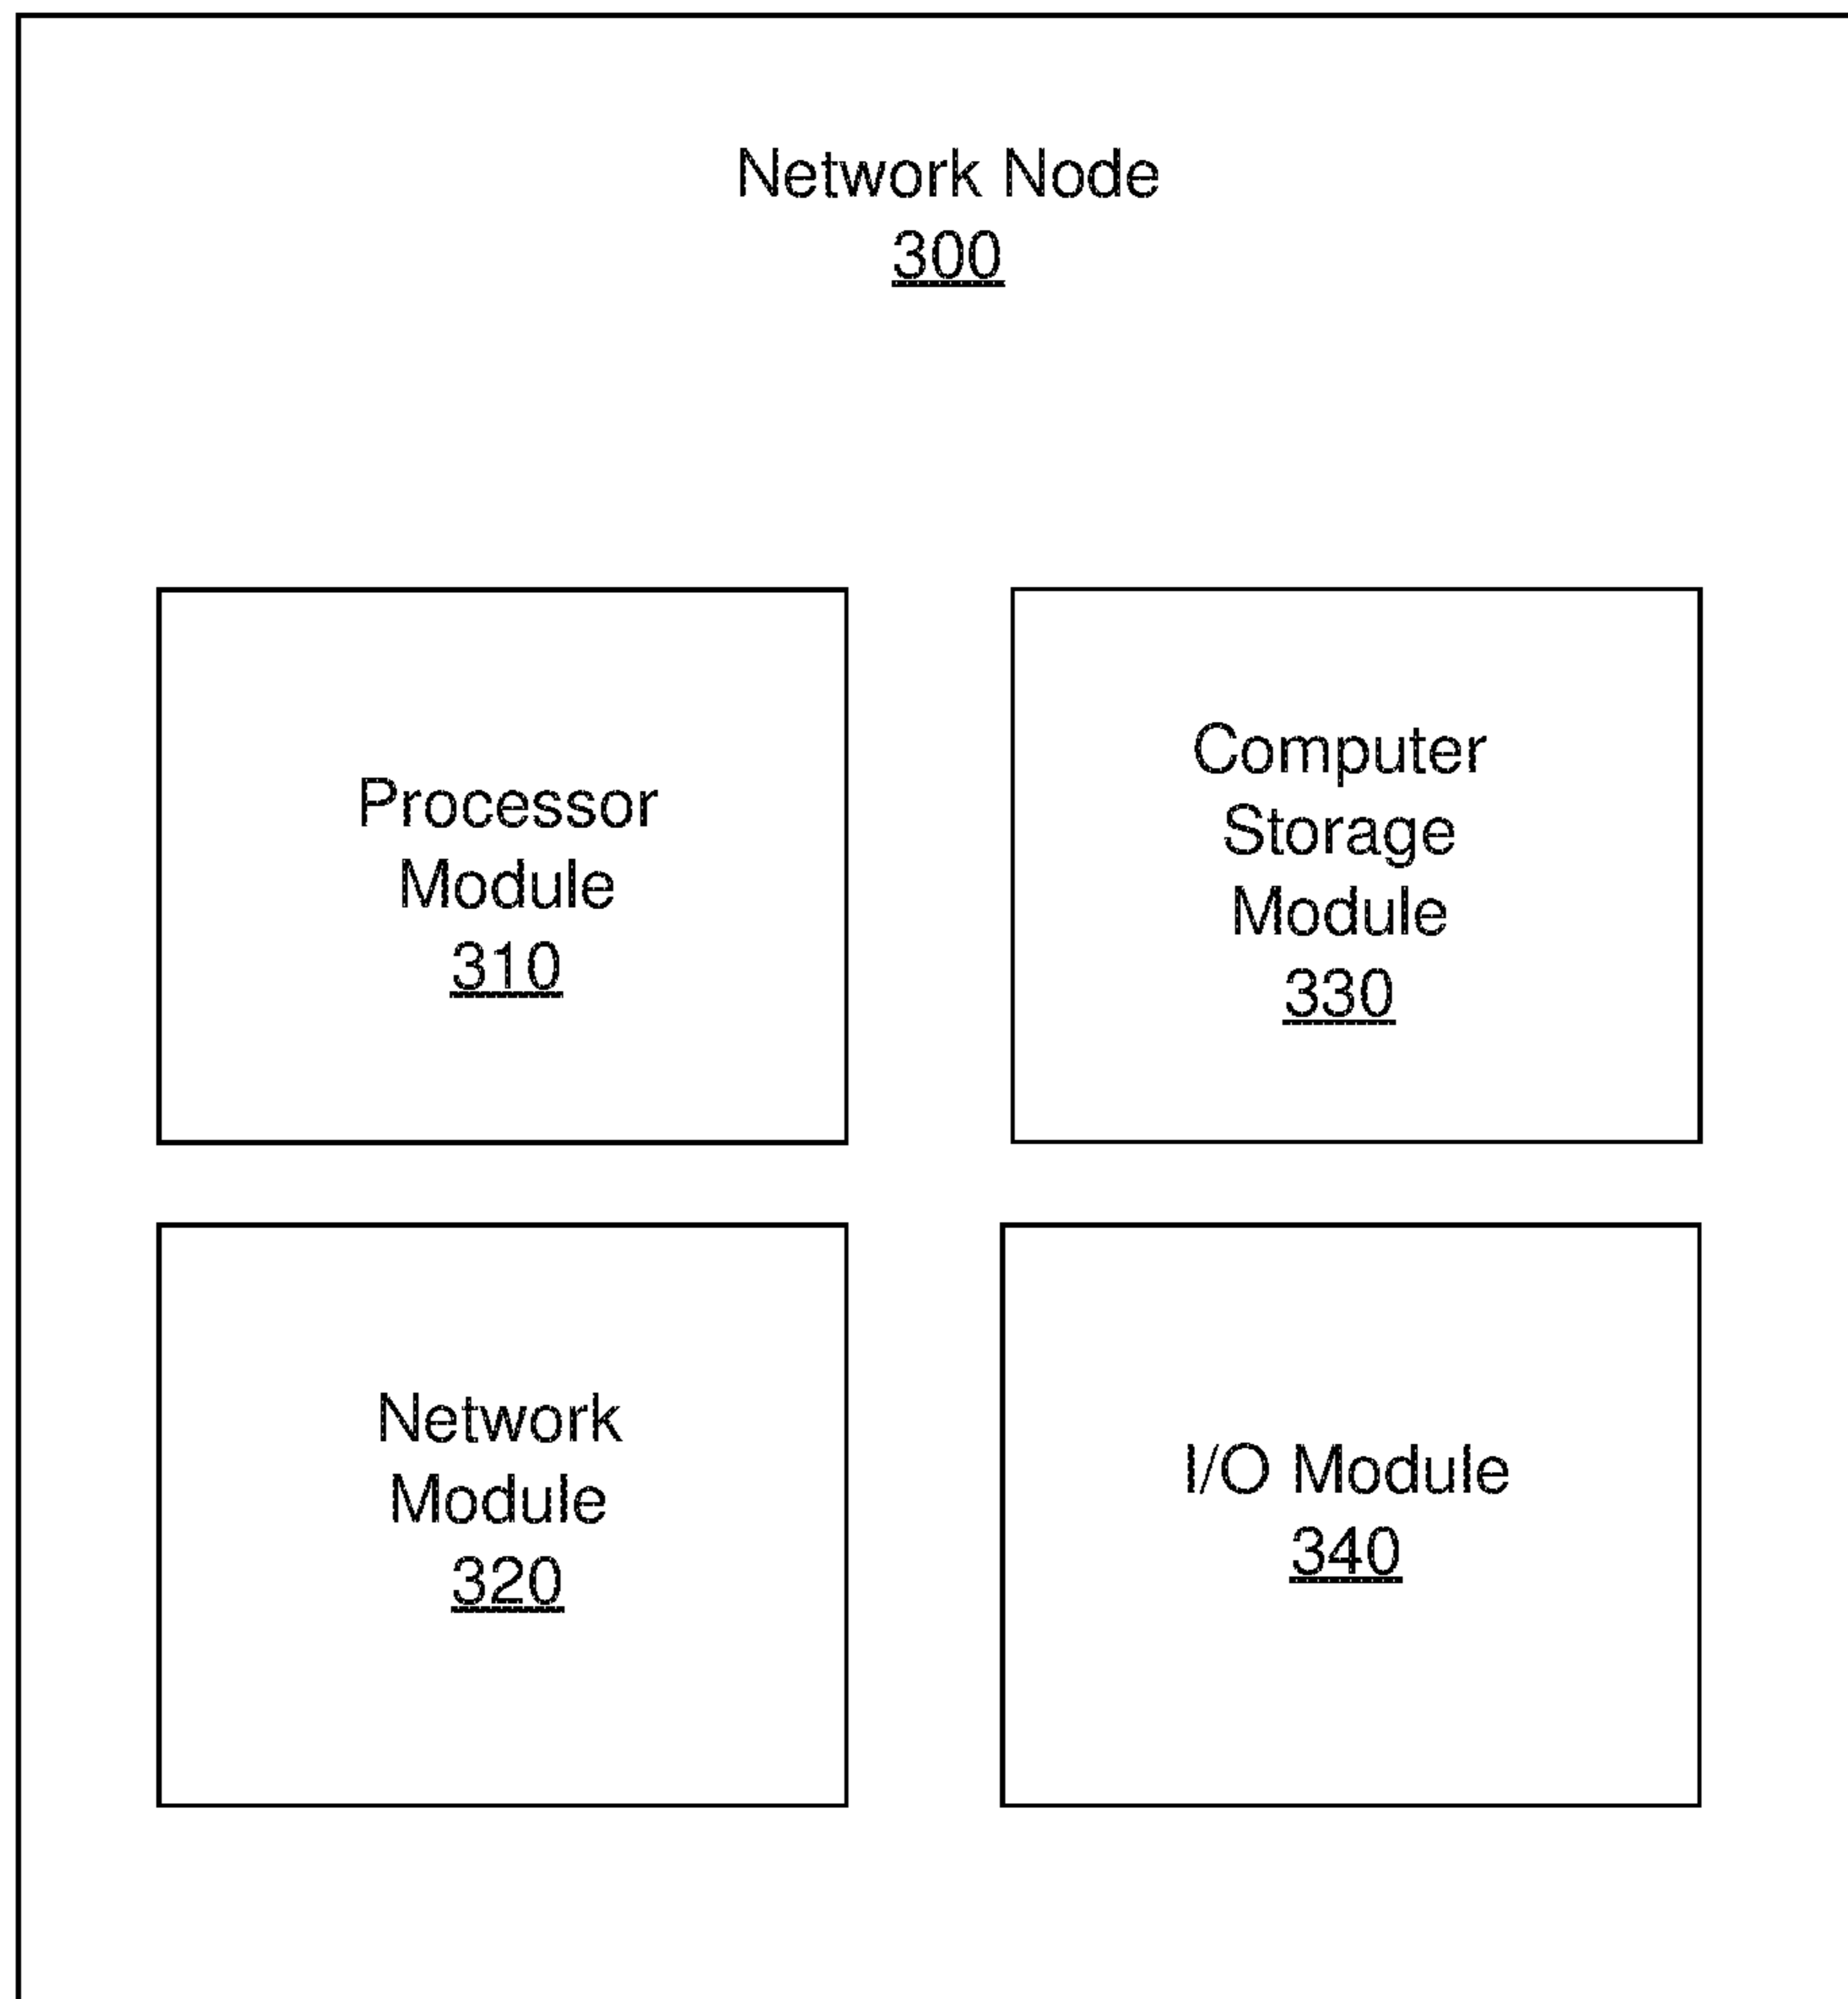 Network Node
300
Processor
Module
310
Computer
Storage
Module
330
Network
Module
320
I/O Module
340